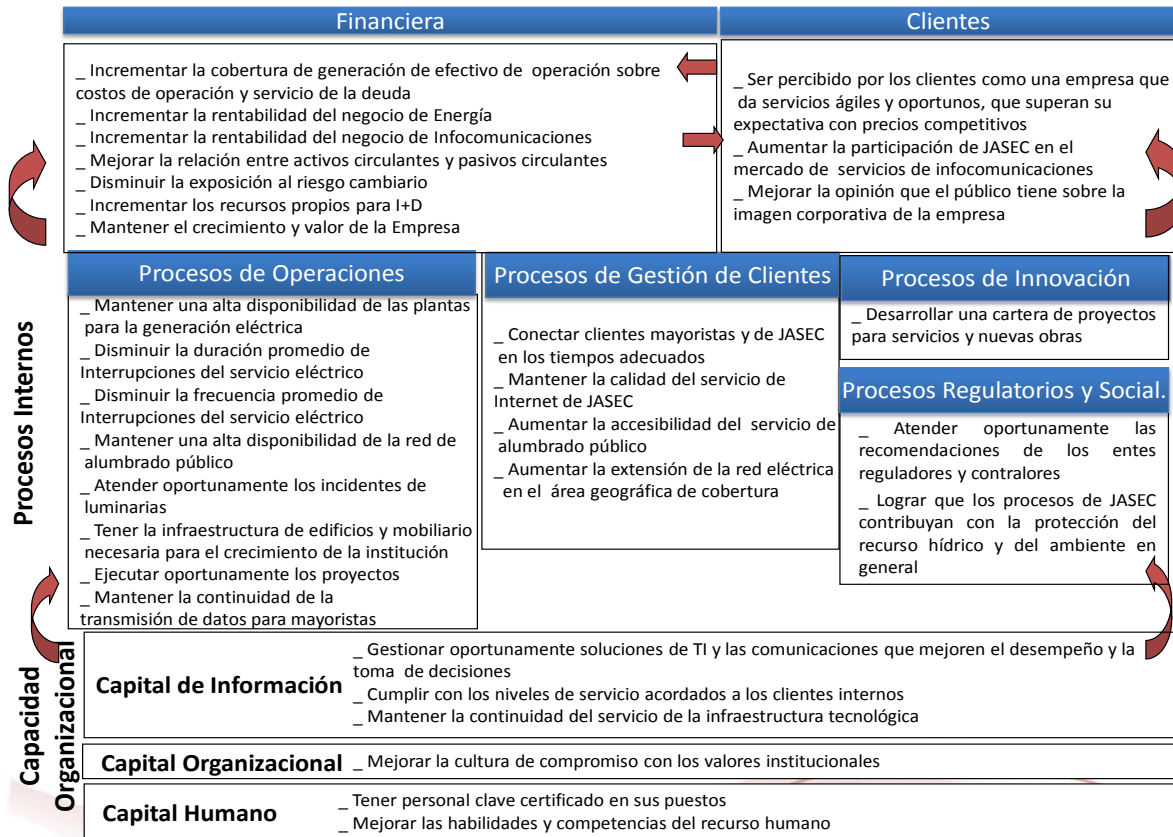 Financiera
_ Incrementar la cobertura de generación de efectivo de operación sobre
costos de operación y servicio de la deuda
_ Incrementar la rentabilidad del negocio de Energía
_ Incrementar la rentabilidad del negocio de Infocomunicaciones
_ Mejorar la relación entre activos circulantes y pasivos circulantes
_ Disminuir la exposición al riesgo cambiario
_ Incrementar los recursos propios para I+D
_ Mantener el crecimiento y valor de la Empresa
Clientes
_ Ser percibido por los clientes como una empresa que
da servicios ágiles y oportunos, que superan su
expectativa con precios competitivos
_ Aumentar la participación de JASEC en el
mercado de servicios de infocomunicaciones
_ Mejorar la opinión que el público tiene sobre la
imagen corporativa de la empresa
Procesos Internos
Procesos de Operaciones
_ Mantener una alta disponibilidad de las plantas
para la generación eléctrica
_ Disminuir la duración promedio de
Interrupciones del servicio eléctrico
_ Disminuir la frecuencia promedio de
Interrupciones del servicio eléctrico
_ Mantener una alta disponibilidad de la red de
alumbrado público
_ Atender oportunamente los incidentes de
luminarias
_ Tener la infraestructura de edificios y mobiliario
necesaria para el crecimiento de la institución
_ Ejecutar oportunamente los proyectos
_ Mantener la continuidad de la
transmisión de datos para mayoristas
Procesos de Gestión de Clientes
_ Conectar clientes mayoristas y de JASEC
en los tiempos adecuados
_ Mantener la calidad del servicio de
Internet de JASEC
_ Aumentar la accesibilidad del servicio de
alumbrado público
_ Aumentar la extensión de la red eléctrica
en el área geográfica de cobertura
Procesos de Innovación
_ Desarrollar una cartera de proyectos
para servicios y nuevas obras
Procesos Regulatorios y Social.
_ Atender oportunamente las
recomendaciones de los entes
reguladores y contralores
_ Lograr que los procesos de JASEC
contribuyan con la protección del
recurso hídrico y del ambiente en
general
Capacidad
Organizacional
Capital de Información
_ Gestionar oportunamente soluciones de TI y las comunicaciones que mejoren el desempeño y la
toma de decisiones
_ Cumplir con los niveles de servicio acordados a los clientes internos
_ Mantener la continuidad del servicio de la infraestructura tecnológica
Capital Organizacional
_ Mejorar la cultura de compromiso con los valores institucionales
Capital Humano
_ Tener personal clave certificado en sus puestos
_ Mejorar las habilidades y competencias del recurso humano